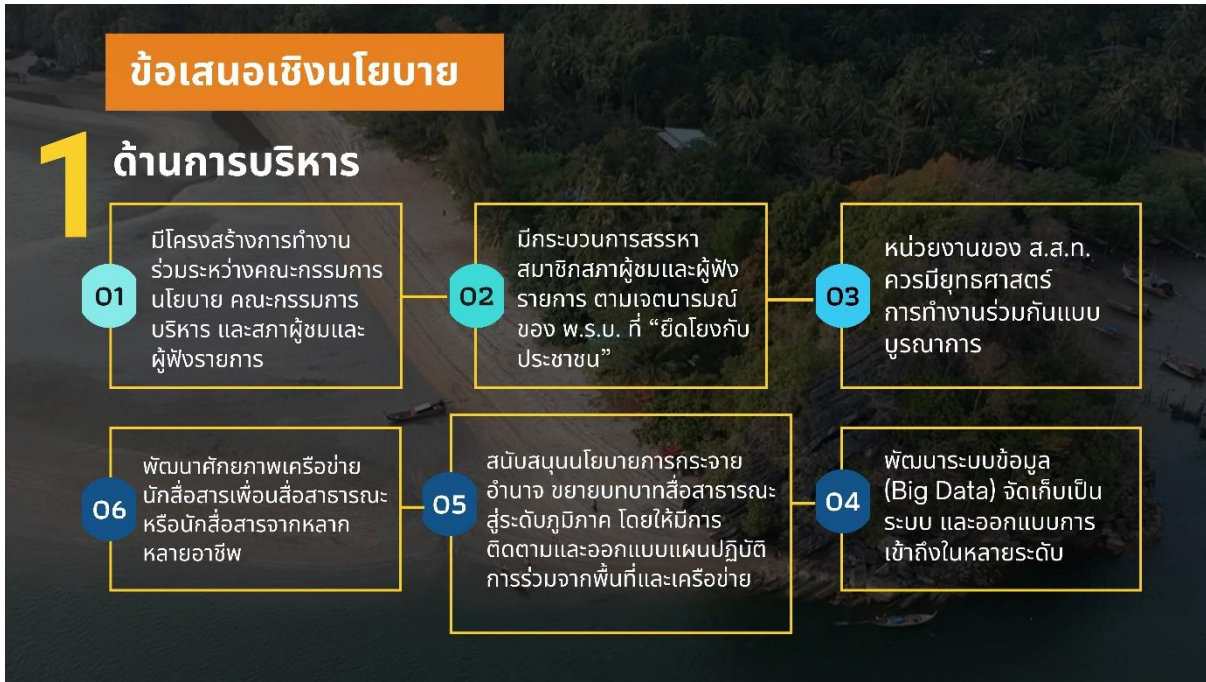 ข้อเสนอเชิงนโยบาย
1
ด้านการบริหาร
01
มีโครงสร้างการทำงาน
ร่วมระหว่างคณะกรรมการ
นโยบาย คณะกรรมการ
บริหาร และสภาผู้ชมและ
ผู้ฟังรายการ
02
มีกระบวนการสรรหา
สมาชิกสภาผู้ชมและผู้ฟัง
รายการ ตามเจตนารมณ์
ของ พ.ร.บ. ที่ “ยึดโยงกับ
ประชาชน”
03
หน่วยงานของ ส.ส.ท.
ควรมียุทธศาสตร์
การทำงานร่วมกันแบบ
บูรณาการ
04
พัฒนาระบบข้อมูล
(Big Data) จัดเก็บเป็น
ระบบ และออกแบบการ
เข้าถึงในหลายระดับ
05
สนับสนุนนโยบายการกระจาย
อำนาจ ขยายบทบาทสื่อสาธารณะ
สู่ระดับภูมิภาค โดยให้มีการ
ติดตามและออกแบบแผนปฏิบัติ
การร่วมจากพื้นที่และเครือข่าย
06
พัฒนาศักยภาพเครือข่าย
นักสื่อสารเพื่อนสื่อสาธารณะ
หรือนักสื่อสารจากหลาก
หลายอาชีพ